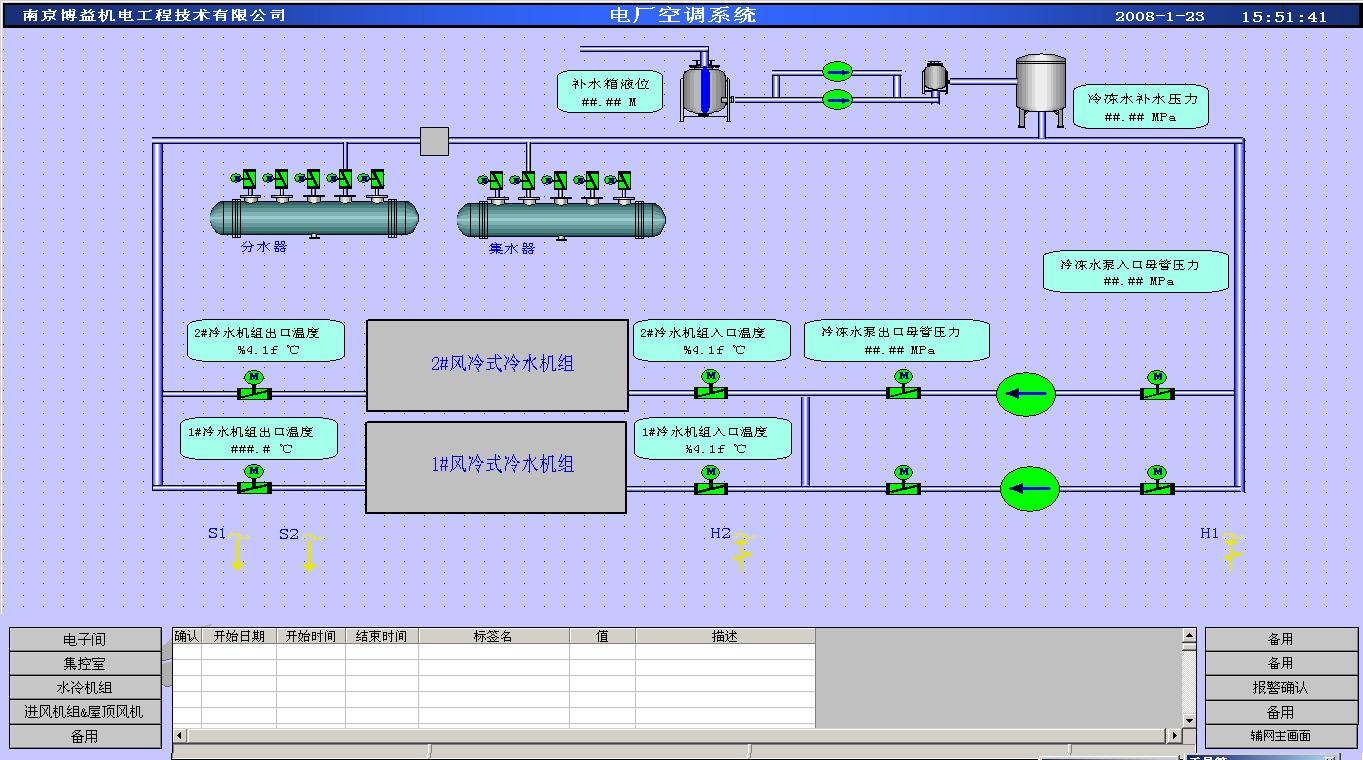 南京博益机电工程技术有限公司
电厂空调系统
2008-1-23 15:51:41
补水箱液位
##.## M
冷冻水补水压力
##.## MPa
分水器
集水器
冷冻水泵入口母管压力
##.## MPa
2#冷水机组出口温度
%4.1f ℃
2#风冷式冷水机组
2#冷水机组入口温度
%4.1f ℃
冷冻水泵出口母管压力
##.## MPa
M
M
M
M
1#冷水机组出口温度
###.# ℃
1#风冷式冷水机组
1#冷水机组入口温度
%4.1f ℃
M
M
M
M
S1
S2
H2
H1
电子间
集控室
水冷机组
进风机组&屋顶风机
备用
确认 开始日期 开始时间 结束时间 标签名 值 描述
备用
备用
报警确认
备用
辅网主画面